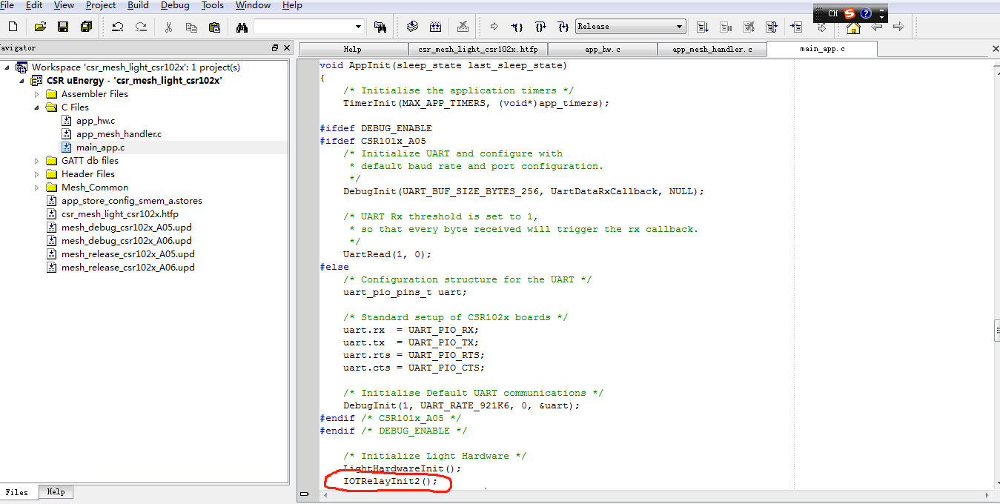 File Edit View Project Build Debug Tools Window Help
CH
Release
avigator
Help csr_mesh_light_csr102x.htfp app_hw.c app_mesh_handler.c main_app.c
Workspace 'csr_mesh_light_csr102x': 1 project(s)
CSR uEnergy - 'csr_mesh_light_csr102x'
Assembler Files
C Files
app_hw.c
app_mesh_handler.c
main_app.c
GATT db files
Header Files
Mesh_Common
app_store_config_smem_a.stores
csr_mesh_light_csr102x.htfp
mesh_debug_csr102x_A05.upd
mesh_debug_csr102x_A06.upd
mesh_release_csr102x_A05.upd
mesh_release_csr102x_A06.upd
Files Help
void AppInit(sleep_state last_sleep_state)
{
/* Initialise the application timers */
TimerInit(MAX_APP_TIMERS, (void*)app_timers);
#ifdef DEBUG_ENABLE
#ifdef CSR101x_A05
/* Initialize UART and configure with
* default baud rate and port configuration.
*/
DebugInit(UART_BUF_SIZE_BYTES_256, UartDataRxCallback, NULL);
/* UART Rx threshold is set to 1,
* so that every byte received will trigger the rx callback.
*/
UartRead(1, 0);
#else
/* Configuration structure for the UART */
uart_pio_pins_t uart;
/* Standard setup of CSR102x boards */
uart.rx = UART_PIO_RX;
uart.tx = UART_PIO_TX;
uart.rts = UART_PIO_RTS;
uart.cts = UART_PIO_CTS;
/* Initialise Default UART communications */
DebugInit(1, UART_RATE_921K6, 0, &uart);
#endif /* CSR101x_A05 */
#endif /* DEBUG_ENABLE */
/* Initialize Light Hardware */
LightHardwareInit();
IOTRelayInit2();